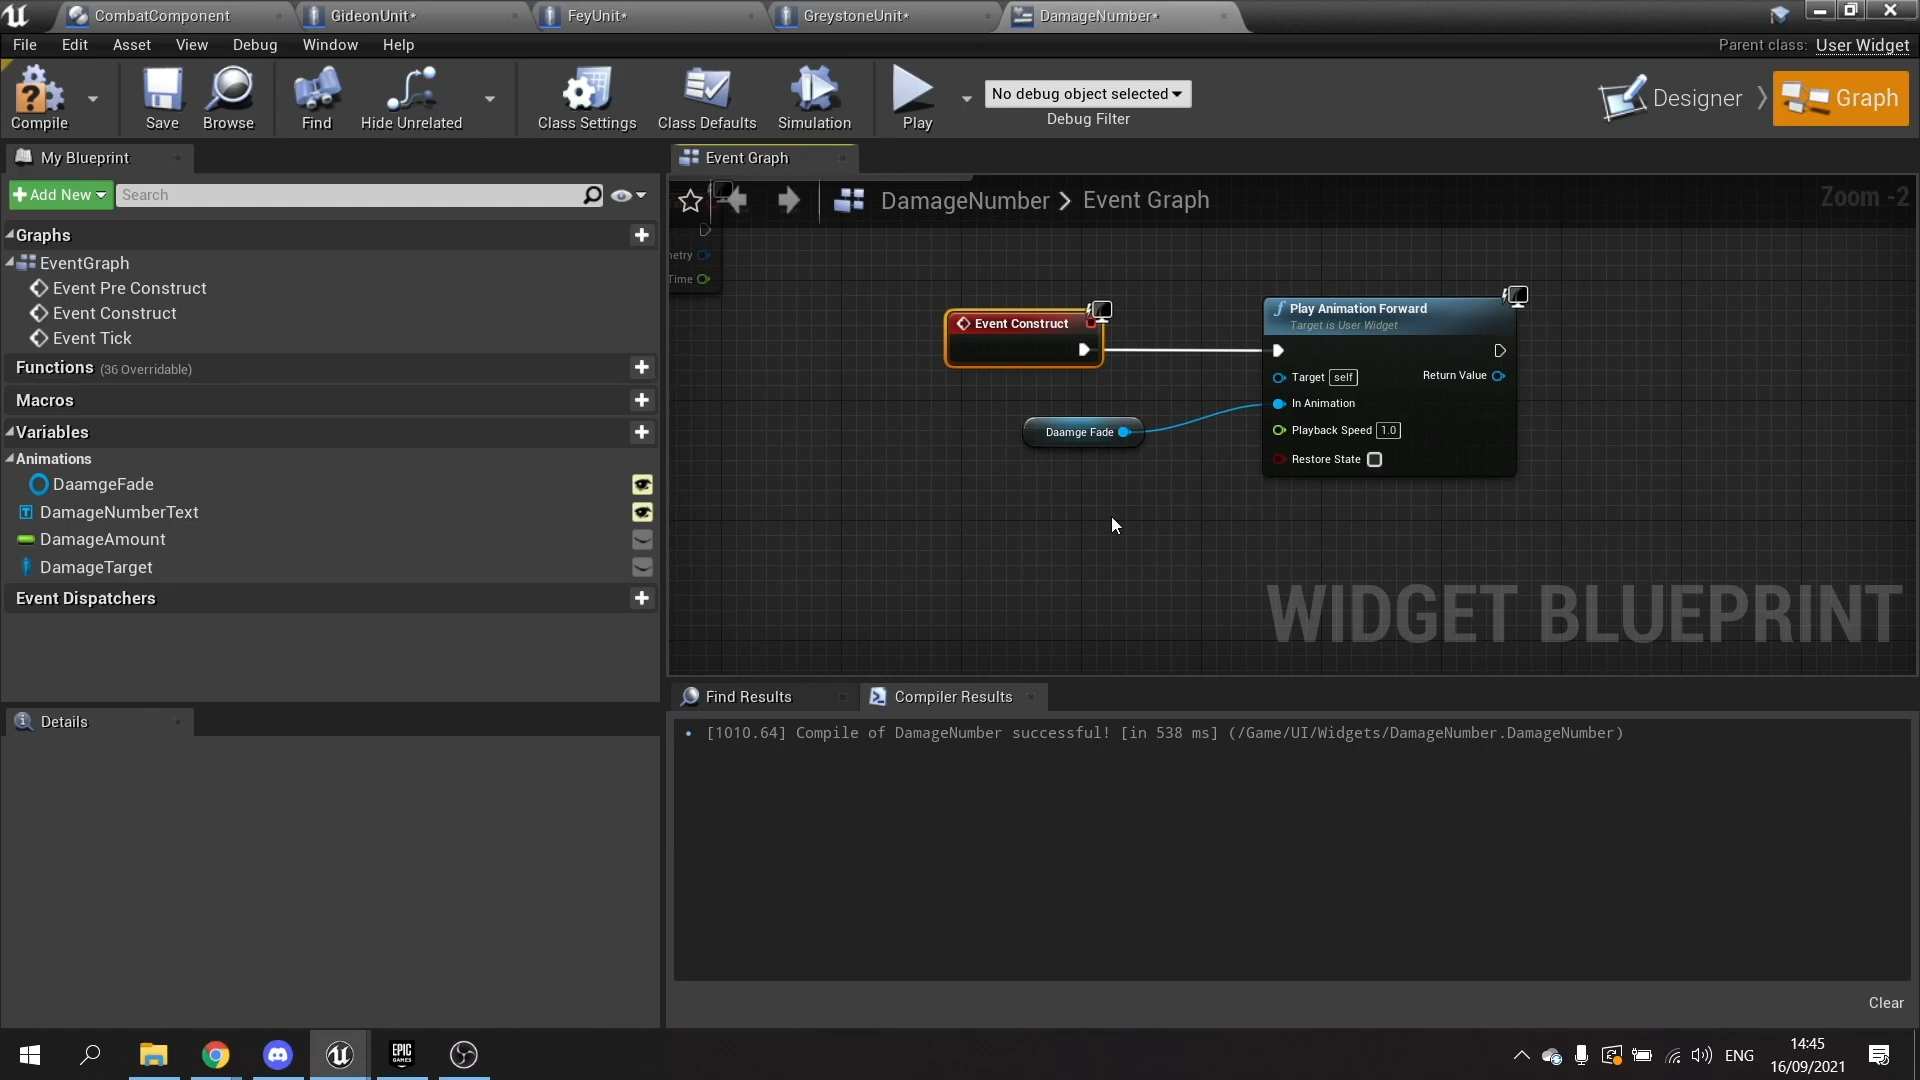 CombatComponent
GideonUnit*
FeyUnit*
GreystoneUnit*
DamageNumber*
File Edit Asset View Debug Window Help
Parent class: User Widget
Compile
Save
Browse
Find
Hide Unrelated
Class Settings
Class Defaults
Simulation
Play
No debug object selected
Debug Filter
Designer
Graph
My Blueprint
Add New
Search
Graphs
EventGraph
Event Pre Construct
Event Construct
Event Tick
Functions (36 Overridable)
Macros
Variables
Animations
DaamgeFade
DamageNumberText
DamageAmount
DamageTarget
Event Dispatchers
Details
Event Graph
DamageNumber > Event Graph
Zoom -2
netry
Time
Event Construct
Daamge Fade
Play Animation Forward
Target is User Widget
Target self
Return Value
In Animation
Playback Speed 1.0
Restore State
WIDGET BLUEPRINT
Find Results
Compiler Results
[1010.64] Compile of DamageNumber successful! [in 538 ms] (/Game/UI/Widgets/DamageNumber.DamageNumber)
Clear
EPIC
GAMES
ENG
14:45
16/09/2021